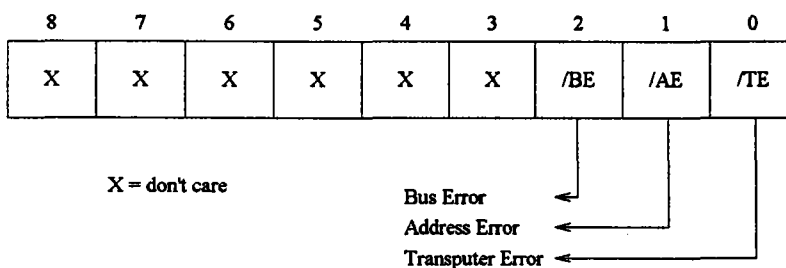 8 7 6 5 4 3 2 1 0
X X X X X X /BE /AE /TE
X = don't care
Bus Error
Address Error
Transputer Error